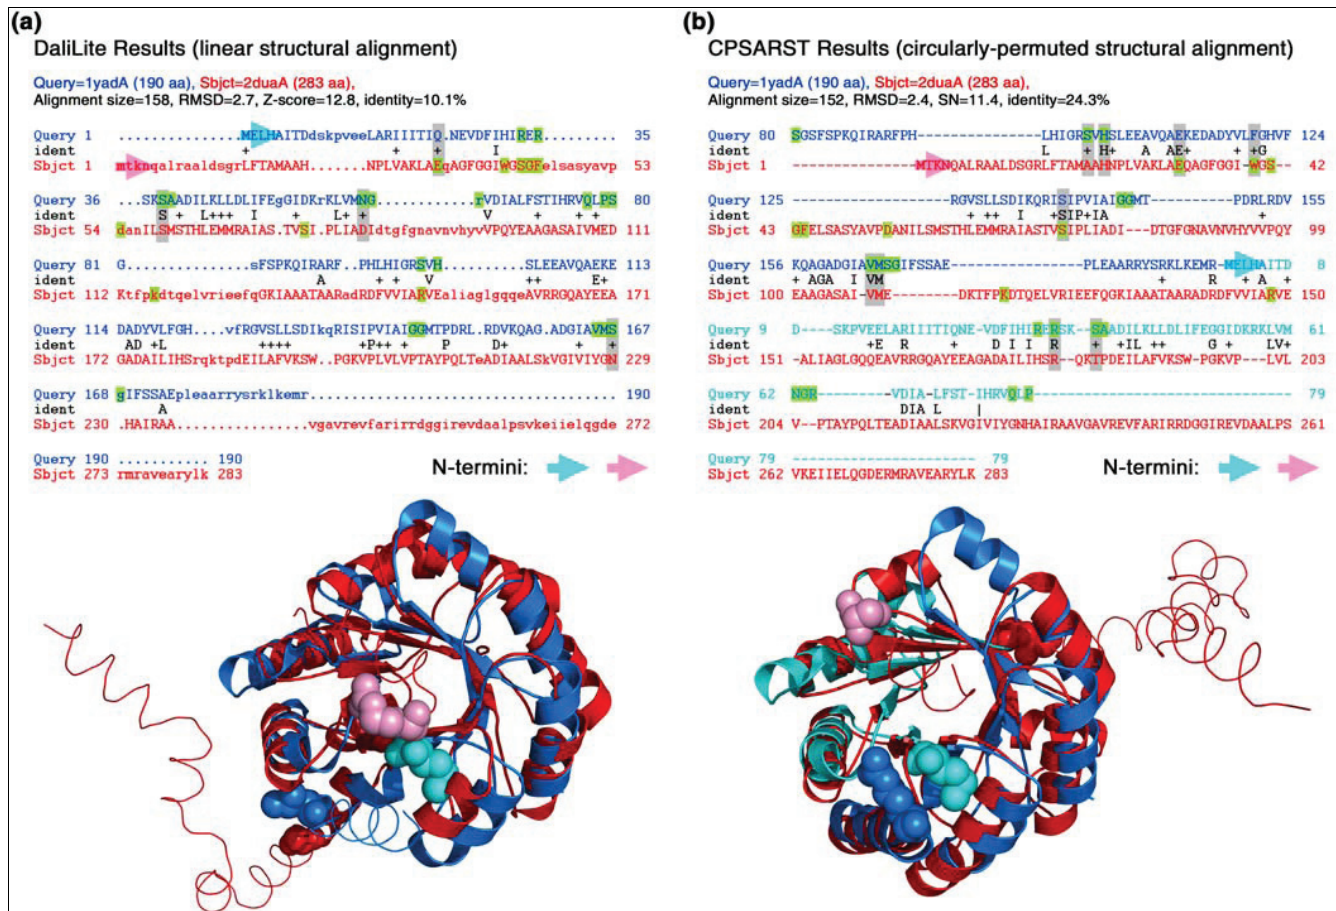 (a)
DaliLite Results (linear structural alignment)
Query=1yadA (190 aa), Sbjct=2duaA (283 aa),
Alignment size=158, RMSD=2.7, Z-score=12.8, identity=10.1%
Query 1 ............MELHAITDdskpveeLARIIITIQ.NEVDFIHIRER........ 35
ident + + + I
Sbjct 1 mtknqalraaldsgrLFTAMAAH.......NPLVAKLAEqAGFGGIWGSGFelsasyavp 53
Query 36 ...SKSAADILKLLDLIFEgGIDKrKLVMNG.........rVDIALFSTIHRVQLPS 80
ident S + L+++ I + L+ + V + + +
Sbjct 54 danILSMSTHLEMMRAIAS.TVSI.PLIADIdtgfgnavnvhyvvPQYEAAGASAIVMED 111
Query 81 G.............sFSPKQIRARF..PHLHIGRSVH.......SLEEAVQAEKE 113
ident A + V ++ E+
Sbjct 112 KtfpkdtqelvrieefqGKIAAATAARadRDFVVIARVEaliaglgqqeAVRRGQAYEEA 171
Query 114 DADYVLFGH...vfRGVSLLSDIkqRISIPVIAIGGMTPDRL.RDVKQAG.ADGIAVMS 167
ident AD +L ++++ +P++ + + + + A GI V
Sbjct 172 GADAILIHSrqktpdEILAFVKSW..PGKVPLVLVPTAYPQLTeADIAALSKVGIVIYGN 229
Query 168 gIFSSAEpleaarrysrklkemr........................ 190
ident A
Sbjct 230 .HAIRAA...............vgavrevfarirrdggirevdaalpsvkeiielqgde 272
Query 190 ........... 190
Sbjct 273 rmravearylk 283
N-termini:
(b)
CPSARST Results (circularly-permuted structural alignment)
Query=1yadA (190 aa), Sbjct=2duaA (283 aa),
Alignment size=152, RMSD=2.4, SN=11.4, identity=24.3%
Query 80 SGSFSPKQIRARFPH-----------LHIGRSVHSLEEAVQAEKEDADYVLFGHVF 124
ident L + H+ A AE+ + +G
Sbjct 1 ---------------MTKNQALRAALDSGRLFTAMAAHNPLVAKLAEQAGFGGI-WGS- 42
Query 125 ---------------------RGVSLLSDIKQRISIPVIAIGGMT-----PDRLRDV 155
ident + ++ + +SIP+IA +
Sbjct 43 GFELSASYAVPDANILSMSTHLEMMRAIASTVSIPLIADI--DTGFGNAVNVHYVVPQY 99
Query 156 KQAGADGIAVMSGIFSSAE-----------PLEAARRYSRKLKEMR-MELHAITD 8
ident + AGA I VM + A + + A +
Sbjct 100 EAAGASAI-VME--------DKTFPKDTQELVRIEEFQGKIAAATAARADRDFVVIARVE 150
Query 9 D---SKPVEELARIIITIQNE-VDFIHIRERSK--SAADILKLLDLIFEGGIDKRKLVM 61
ident +E + D I I R + +IL ++ G LV
Sbjct 151 -ALIAGLGQQEAVRRGQAYEEAGADAILIHSR--QKTPDEILAFVKSW-PGKVP--LVL 203
Query 62 NGR-------VDIA-LFST-IHRVQLP------------------------------- 79
ident DIA L |
Sbjct 204 V--PTAYPQLTEADIAALSKVGIVIYGNHAIRAAVGAVREVFARIRRDGGIREVDAALPS 261
Query 79 ---------------------- 79
Sbjct 262 VKEIIELQGDERMRAVEARYLK 283
N-termini: